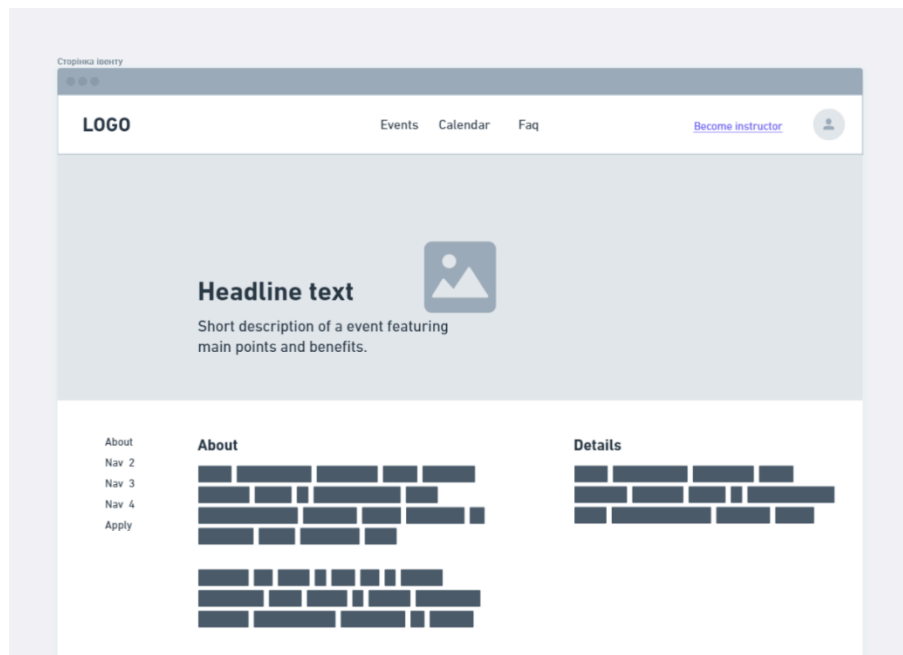 Сторінка івенту
LOGO
Events Calendar Faq
Become instructor
Headline text
Short description of a event featuring
main points and benefits.
About
Nav 2
Nav 3
Nav 4
Apply
About
Details